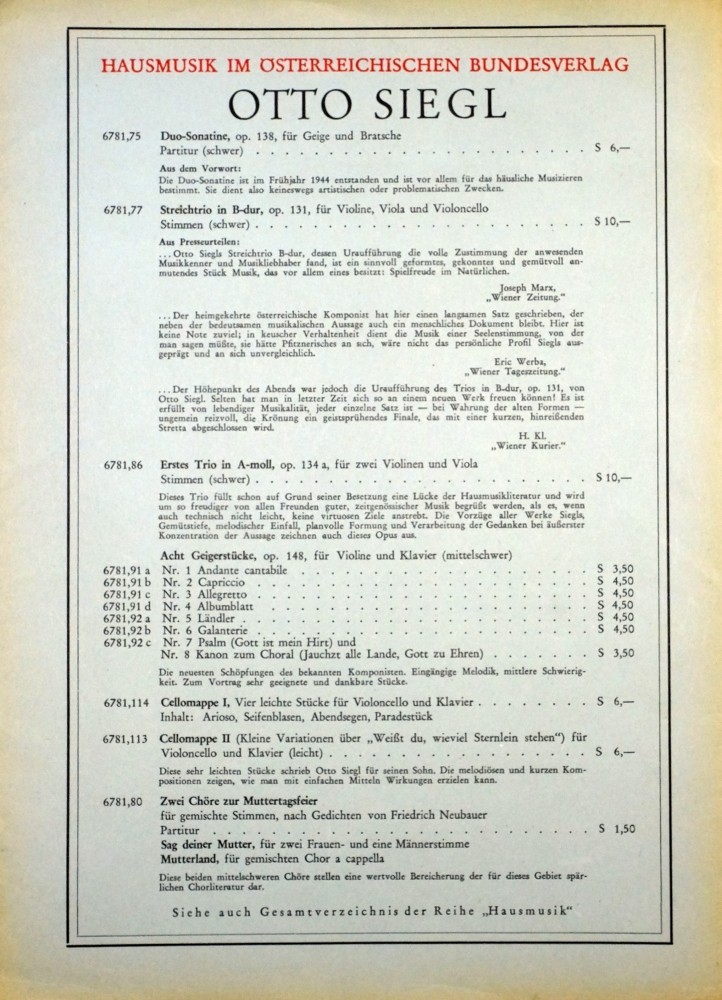 HAUSMUSIK IM ÖSTERREICHISCHEN BUNDESVERLAG
OTTO SIEGL
6781,75 Duo-Sonatine, op. 138, für Geige und Bratsche
Partitur (schwer) . . . . . . . . . . . . . . . . . . . . . . S 6,—
Aus dem Vorwort:
Die Duo-Sonatine ist im Frühjahr 1944 entstanden und ist vor allem für das häusliche Musizieren
bestimmt. Sie dient also keineswegs artistischen oder problematischen Zwecken.
6781,77 Streichtrio in B-dur, op. 131, für Violine, Viola und Violoncello
Stimmen (schwer) . . . . . . . . . . . . . . . . . . . . . . S 10,—
Aus Presseurteilen:
... Otto Siegls Streichtrio B-dur, dessen Uraufführung die volle Zustimmung der anwesenden
Musikkenner und Musikliebhaber fand, ist ein sinnvoll geformtes, gekonntes und gemütvoll an-
mutendes Stück Musik, das vor allem eines besitzt: Spielfreude im Natürlichen.
Joseph Marx,
„Wiener Zeitung.“
... Der heimgekehrte österreichische Komponist hat hier einen langsamen Satz geschrieben, der
neben der bedeutsamen musikalischen Aussage auch ein menschliches Dokument bleibt. Hier ist
keine Note zuviel; in keuscher Verhaltenheit dient die Musik einer Seelenstimmung, von der
man sagen müßte, sie hätte Pfitznerisches an sich, wäre nicht das persönliche Profil Siegls aus-
geprägt und an sich unvergleichlich.
Eric Werba,
„Wiener Tageszeitung.“
... Der Höhepunkt des Abends war jedoch die Uraufführung des Trios in B-dur, op. 131, von
Otto Siegl. Selten hat man in letzter Zeit sich so an einem neuen Werk freuen können! Es ist
erfüllt von lebendiger Musikalität, jeder einzelne Satz ist — bei Wahrung der alten Formen —
ungemein reizvoll, die Krönung ein geistsprühendes Finale, das mit einer kurzen, hinreißenden
Stretta abgeschlossen wird.
H. Kl.
„Wiener Kurier.“
6781,86 Erstes Trio in A-moll, op. 134 a, für zwei Violinen und Viola
Stimmen (schwer) . . . . . . . . . . . . . . . . . . . . . . S 10,—
Dieses Trio füllt schon auf Grund seiner Besetzung eine Lücke der Hausmusikliteratur und wird
um so freudiger von allen Freunden guter, zeitgenössischer Musik begrüßt werden, als es, wenn
auch technisch nicht leicht, keine virtuosen Ziele anstrebt. Die Vorzüge aller Werke Siegls,
Gemütstiefe, melodischer Einfall, planvolle Formung und Verarbeitung der Gedanken bei äußerster
Konzentration der Aussage zeichnen auch dieses Opus aus.
Acht Geigerstücke, op. 148, für Violine und Klavier (mittelschwer)
6781,91 a Nr. 1 Andante cantabile . . . . . . . . . . . . . . . . . S 3,50
6781,91 b Nr. 2 Capriccio . . . . . . . . . . . . . . . . . . . S 4,50
6781,91 c Nr. 3 Allegretto . . . . . . . . . . . . . . . . . . . S 4,50
6781,91 d Nr. 4 Albumblatt . . . . . . . . . . . . . . . . . . . S 4,50
6781,92 a Nr. 5 Ländler . . . . . . . . . . . . . . . . . . . . S 4,50
6781,92 b Nr. 6 Galanterie . . . . . . . . . . . . . . . . . . . S 4,50
6781,92 c Nr. 7 Psalm (Gott ist mein Hirt) und
Nr. 8 Kanon zum Choral (Jauchzt alle Lande, Gott zu Ehren) . . . . . . S 3,50
Die neuesten Schöpfungen des bekannten Komponisten. Eingängige Melodik, mittlere Schwierig-
keit. Zum Vortrag sehr geeignete und dankbare Stücke.
6781,114 Cellomappe I, Vier leichte Stücke für Violoncello und Klavier . . . . . . . S 6,—
Inhalt: Arioso, Seifenblasen, Abendsegen, Paradestück
6781,113 Cellomappe II (Kleine Variationen über „Weißt du, wieviel Sternlein stehen“) für
Violoncello und Klavier (leicht) . . . . . . . . . . . . . . . . . S 6,—
Diese sehr leichten Stücke schrieb Otto Siegl für seinen Sohn. Die melodiösen und kurzen Kom-
positionen zeigen, wie man mit einfachen Mitteln Wirkungen erzielen kann.
6781,80 Zwei Chöre zur Muttertagsfeier
für gemischte Stimmen, nach Gedichten von Friedrich Neubauer
Partitur . . . . . . . . . . . . . . . . . . . . . . . . . S 1,50
Sag deiner Mutter, für zwei Frauen- und eine Männerstimme
Mutterland, für gemischten Chor a cappella
Diese beiden mittelschweren Chöre stellen eine wertvolle Bereicherung der für dieses Gebiet spär-
lichen Chorliteratur dar.
Siehe auch Gesamtverzeichnis der Reihe „Hausmusik“